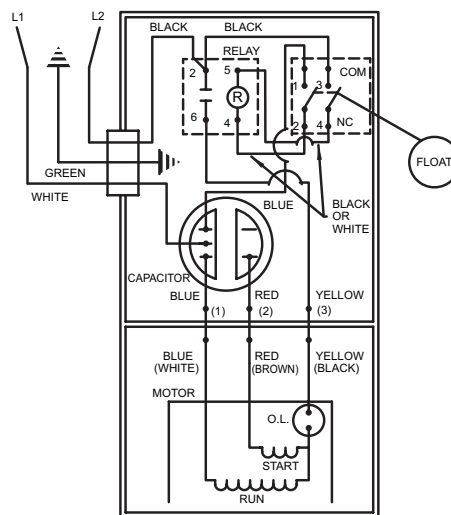 L1
L2
BLACK
BLACK
RELAY
2
5
R
6
4
1
3
COM
2
4
NC
FLOAT
GREEN
WHITE
BLUE
BLACK
OR
WHITE
CAPACITOR
BLUE
RED
YELLOW
(1)
(2)
(3)
BLUE
(WHITE)
RED
(BROWN)
YELLOW
(BLACK)
MOTOR
O.L.
START
RUN